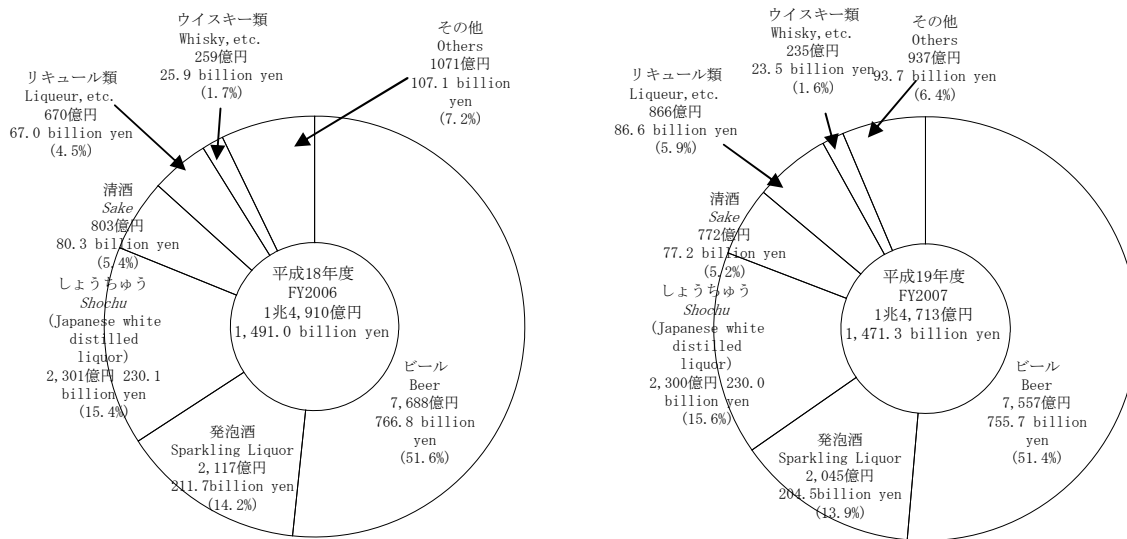 ウイスキー類
Whisky,etc.
259億円
25.9 billion yen
(1.7%)
その他
Others
1071億円
107.1 billion
yen
(7.2%)
リキュール類
Liqueur,etc.
670億円
67.0 billion yen
(4.5%)
清酒
Sake
803億円
80.3 billion yen
(5.4%)
しょうちゅう
Shochu
(Japanese white
distilled
liquor)
2,301億円 230.1
billion yen
(15.4%)
発泡酒
Sparkling Liquor
2,117億円
211.7billion yen
(14.2%)
ビール
Beer
7,688億円
766.8 billion
yen
(51.6%)
平成18年度
FY2006
1兆4,910億円
1,491.0 billion yen
ウイスキー類
Whisky,etc.
235億円
23.5 billion yen
(1.6%)
その他
Others
937億円
93.7 billion yen
(6.4%)
リキュール類
Liqueur,etc.
866億円
86.6 billion yen
(5.9%)
清酒
Sake
772億円
77.2 billion yen
(5.2%)
しょうちゅう
Shochu
(Japanese white
distilled
liquor)
2,300億円 230.0
billion yen
(15.6%)
発泡酒
Sparkling Liquor
2,045億円
204.5billion yen
(13.9%)
ビール
Beer
7,557億円
755.7 billion
yen
(51.4%)
平成19年度
FY2007
1兆4,713億円
1,471.3 billion yen